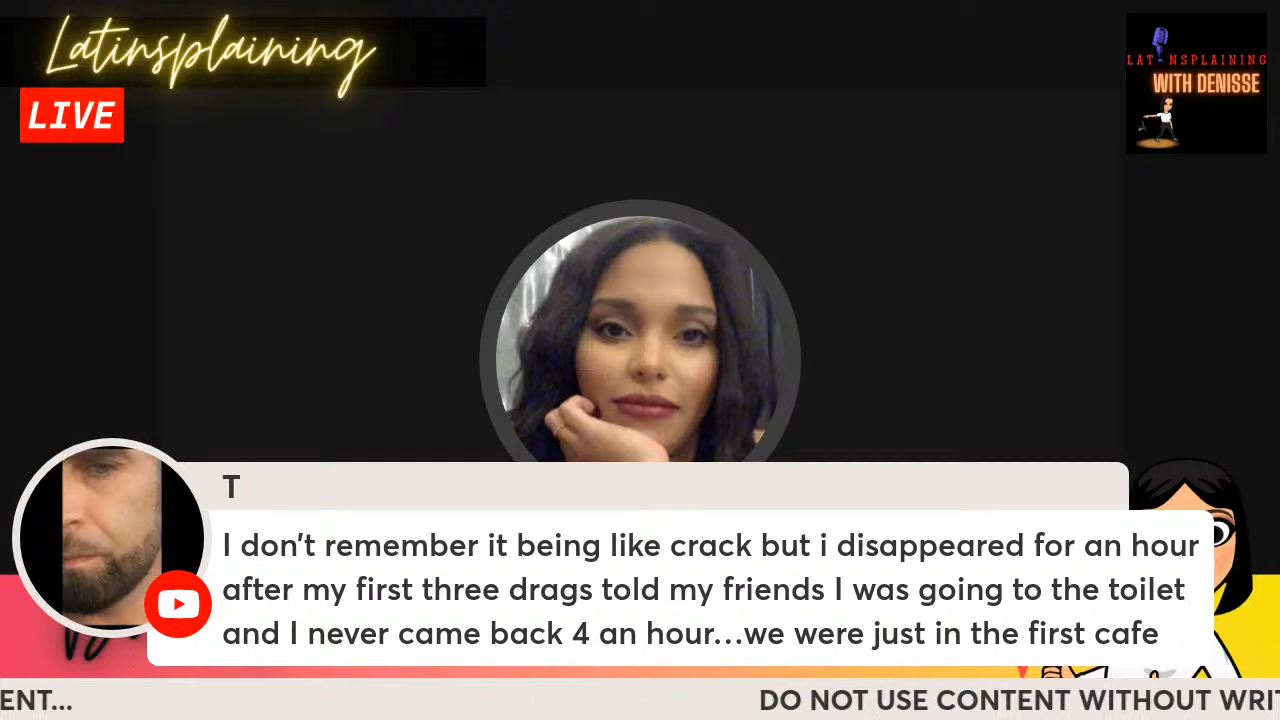 Latinsplaining
LIVE
LATINSPLAINING
WITH DENISSE
T
I don't remember it being like crack but i disappeared for an hour
after my first three drags told my friends I was going to the toilet
and I never came back 4 an hour...we were just in the first cafe
ENT...
DO NOT USE CONTENT WITHOUT WRIT